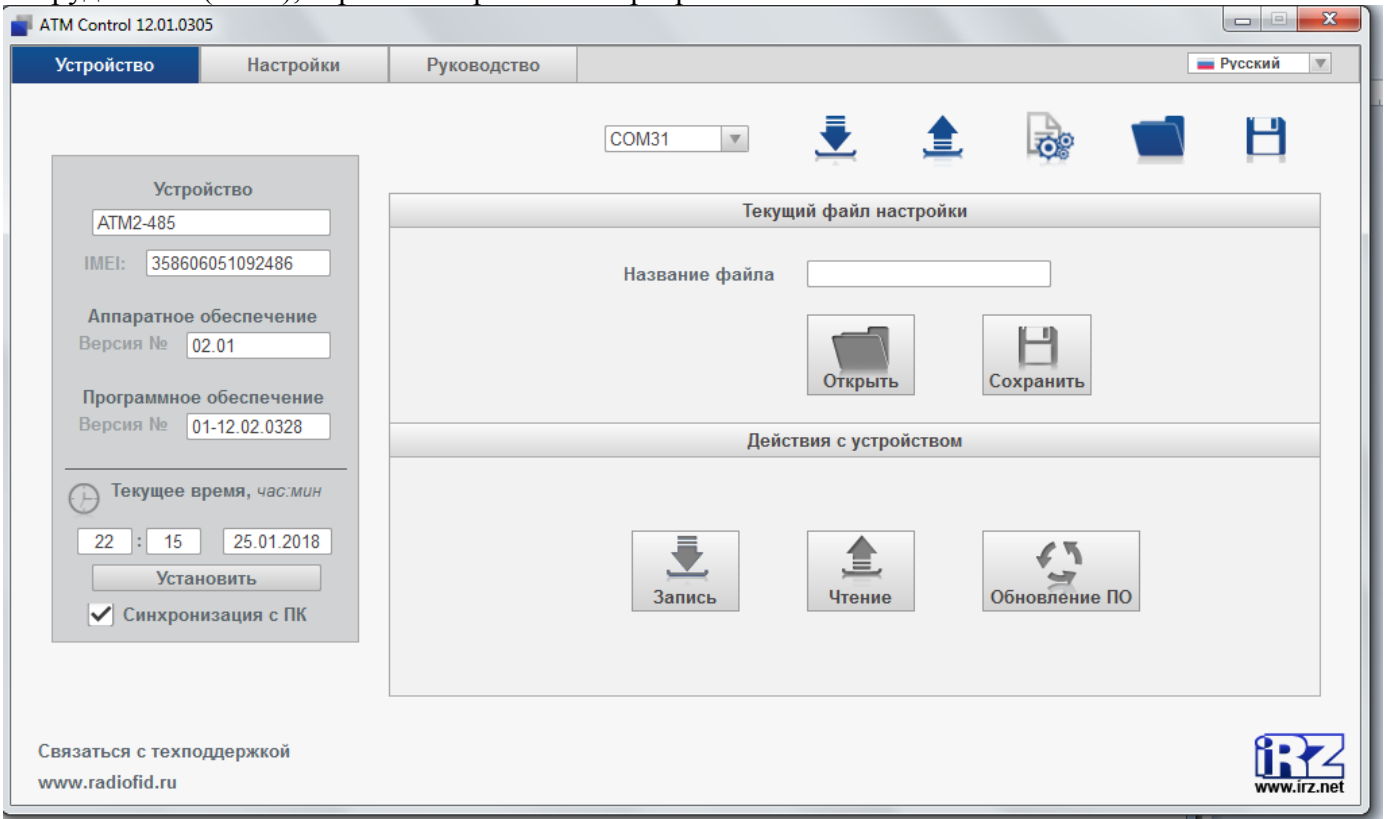 ATM Control 12.01.0305
Устройство
Настройки
Руководство
Русский
COM31
Устройство
ATM2-485
IMEI: 358606051092486
Аппаратное обеспечение
Версия № 02.01
Программное обеспечение
Версия № 01-12.02.0328
Текущее время, час:мин
22 : 15 25.01.2018
Установить
Синхронизация с ПК
Текущий файл настройки
Название файла
Открыть
Сохранить
Действия с устройством
Запись
Чтение
Обновление ПО
Связаться с техподдержкой
www.radiofid.ru
iRZ
www.irz.net